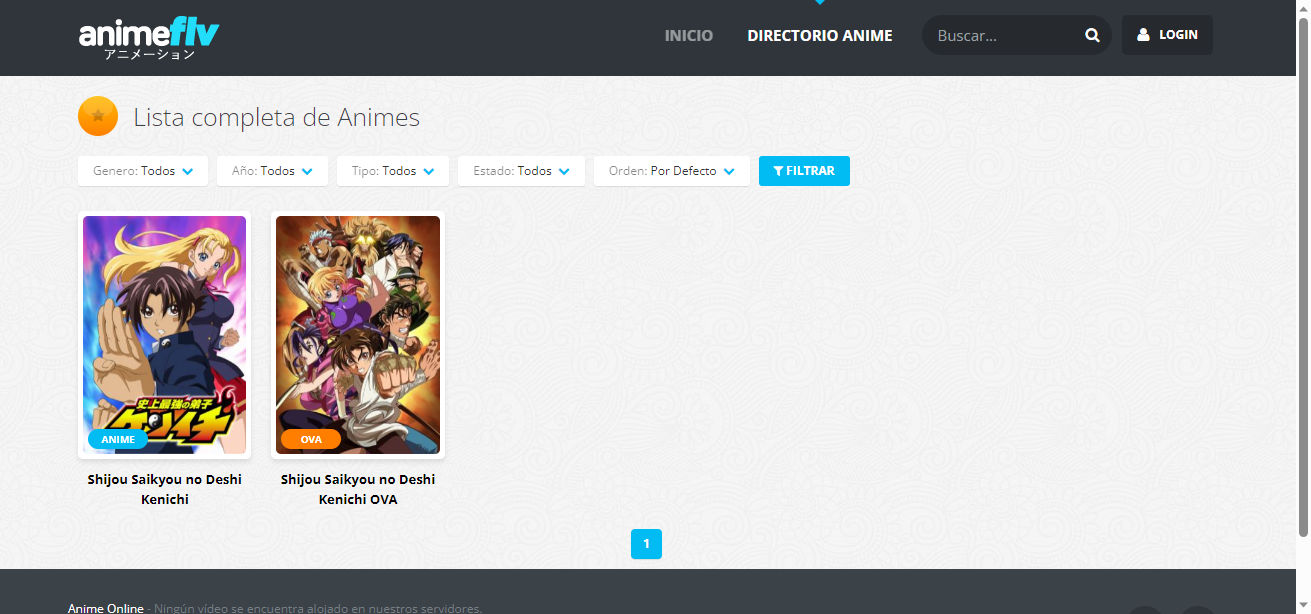 animeflv
アニメーション
INICIO
DIRECTORIO ANIME
Buscar...
LOGIN
Lista completa de Animes
Genero: Todos
Año: Todos
Tipo: Todos
Estado: Todos
Orden: Por Defecto
FILTRAR
史上最強の弟子
ケンイチ
ANIME
OVA
Shijou Saikyou no Deshi
Kenichi
Shijou Saikyou no Deshi
Kenichi OVA
1
Anime Online - Ningún vídeo se encuentra alojado en nuestros servidores.